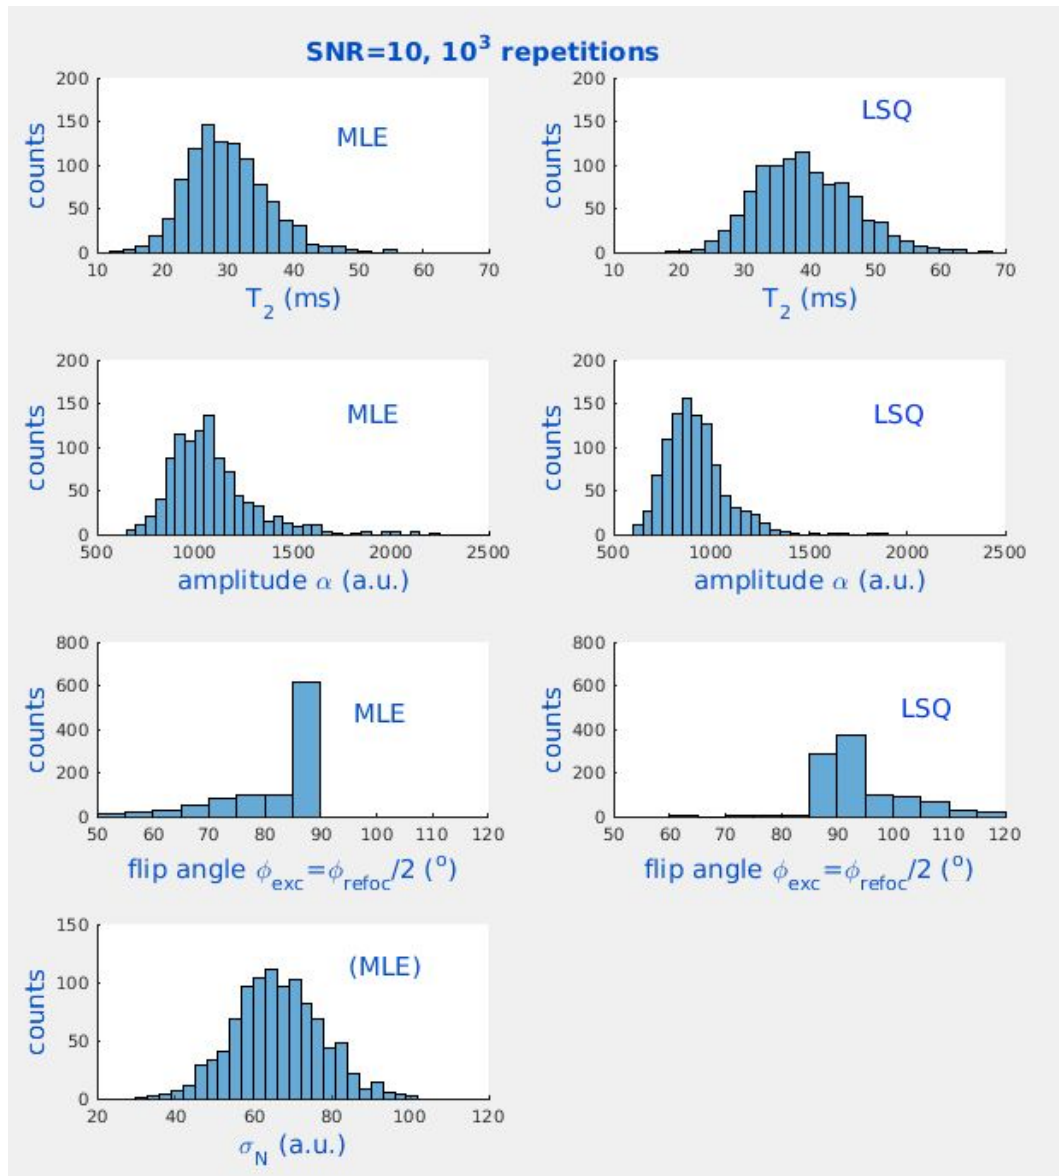 SNR=10, 10³ repetitions
200
150
100
50
0
counts
MLE
10 20 30 40 50 60 70
T₂ (ms)
200
150
100
50
0
counts
LSQ
10 20 30 40 50 60 70
T₂ (ms)
200
150
100
50
0
counts
MLE
500 1000 1500 2000 2500
amplitude α (a.u.)
200
150
100
50
0
counts
LSQ
500 1000 1500 2000 2500
amplitude α (a.u.)
800
600
400
200
0
counts
MLE
50 60 70 80 90 100 110 120
flip angle ϕ_exc=ϕ_refoc/2 (°)
800
600
400
200
0
counts
LSQ
50 60 70 80 90 100 110 120
flip angle ϕ_exc=ϕ_refoc/2 (°)
150
100
50
0
counts
(MLE)
20 40 60 80 100 120
σ_N (a.u.)